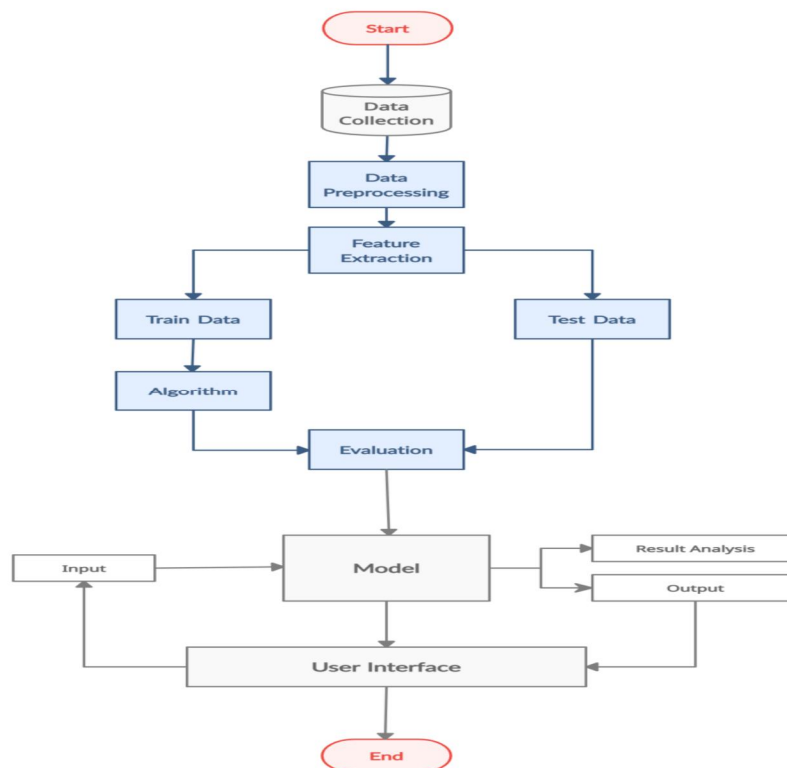 Start
Data
Collection
Data
Preprocessing
Feature
Extraction
Train Data
Test Data
Algorithm
Evaluation
Input
Model
Result Analysis
Output
User Interface
End